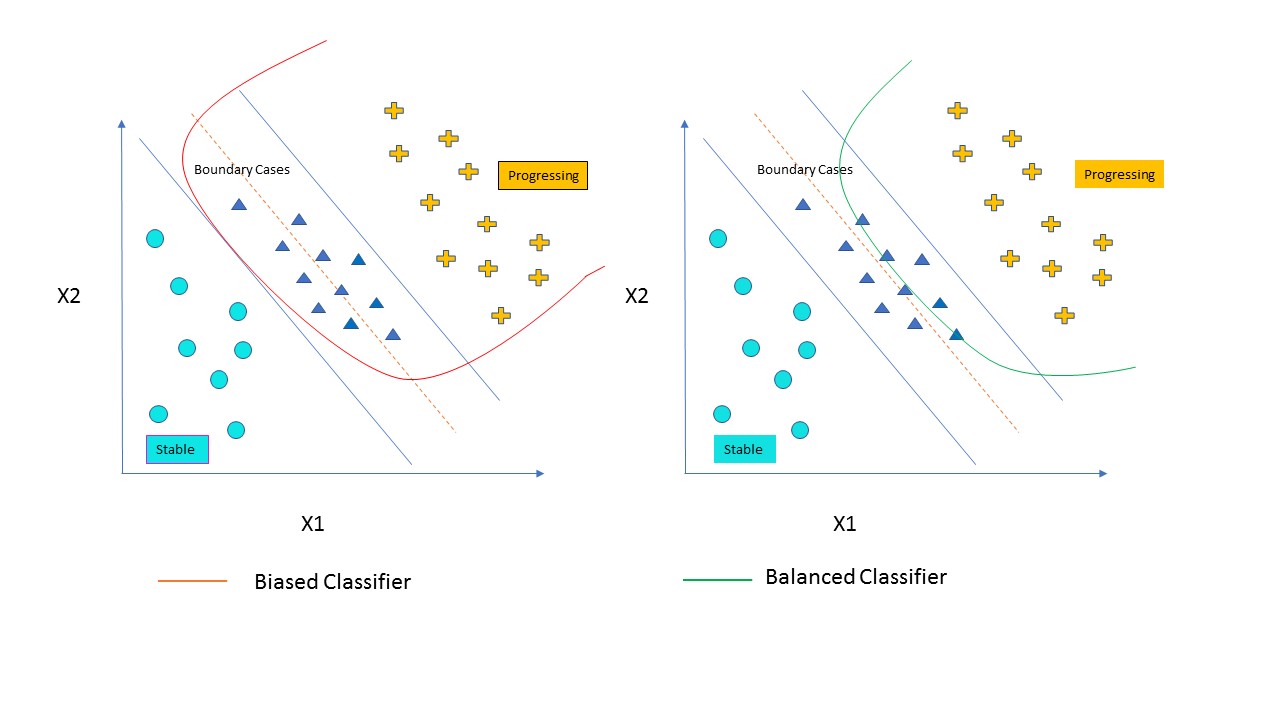 Boundary Cases
Progressing
X2
Stable
X1
Biased Classifier
Boundary Cases
Progressing
X2
Stable
X1
Balanced Classifier